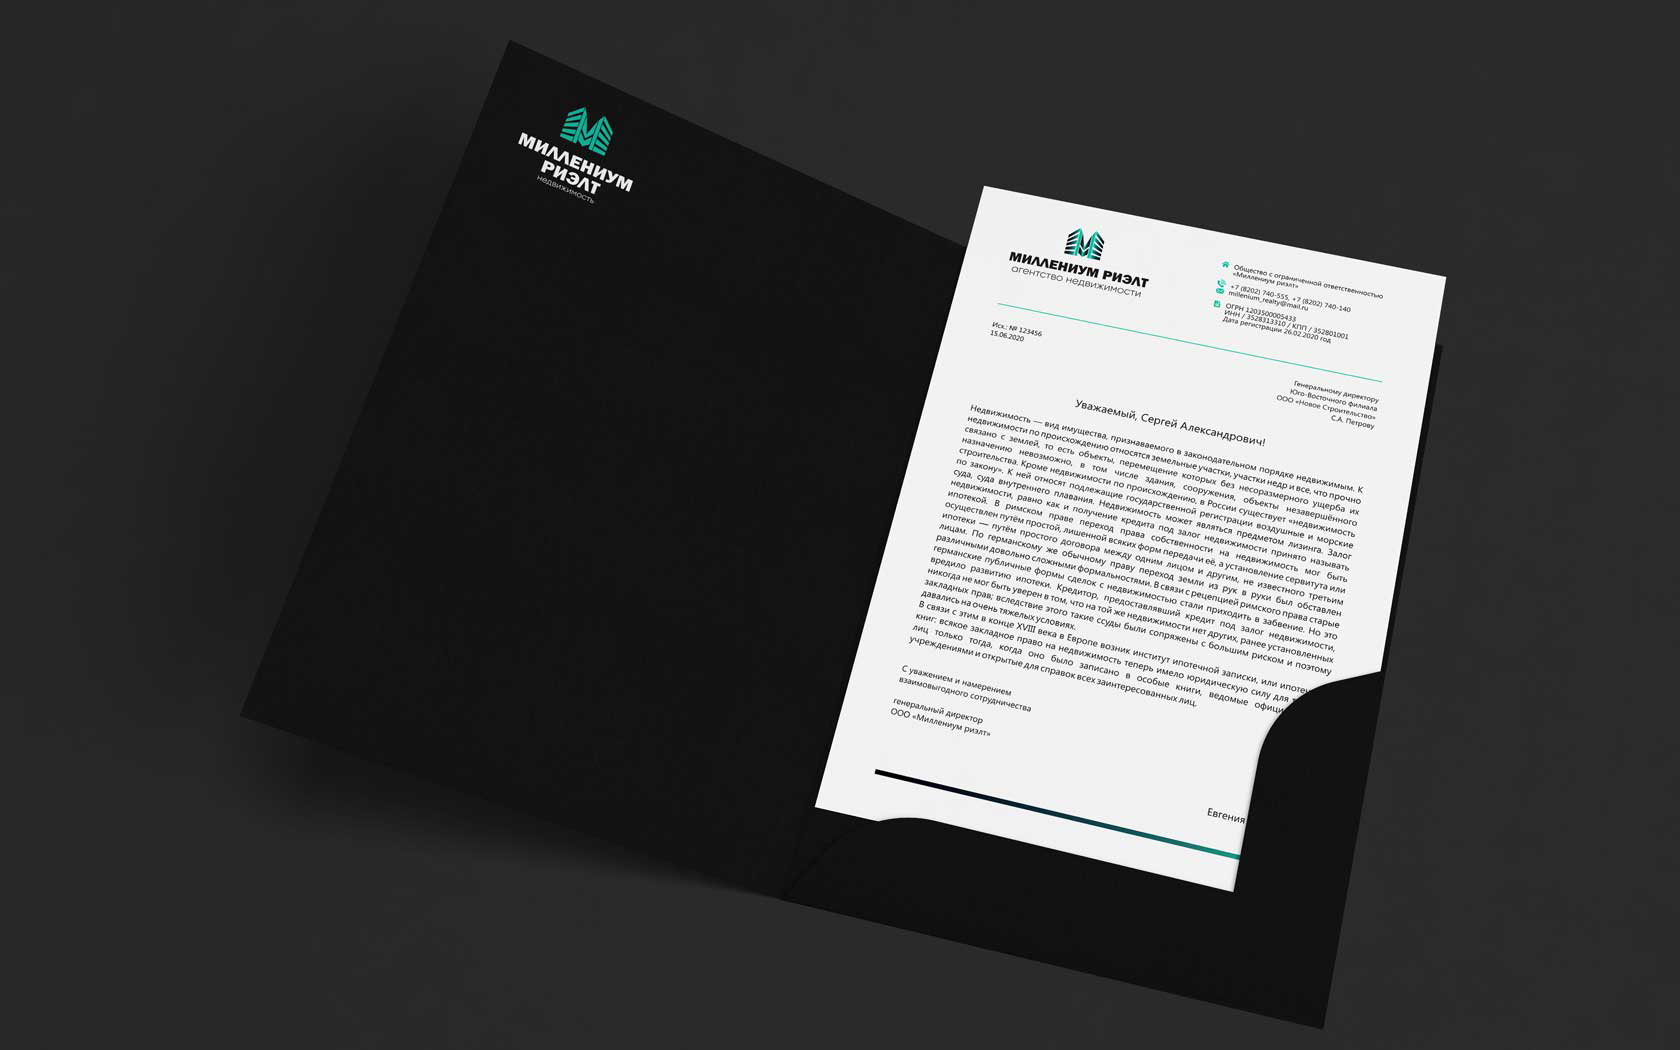 МИЛЛЕНИУМ
РИЭЛТ
недвижимость
МИЛЛЕНИУМ РИЭЛТ
агентство недвижимости
Общество с ограниченной ответственностью
«Миллениум риэлт»
+7 (8202) 740-555, +7 (8202) 740-140
millenium_realty@mail.ru
ОГРН 1203500005433
ИНН / 3528313310 / КПП / 352801001
Дата регистрации 26.02.2020 год
Исх.: № 123456
15.06.2020
Генеральному директору
Юго-Восточного филиала
ООО «Новое Строительство»
С.А. Петрову
Уважаемый, Сергей Александрович!
Недвижимость — вид имущества, признаваемого в законодательном порядке недвижимым. К
недвижимости по происхождению относятся земельные участки, участки недр и все, что прочно
связано с землей, то есть объекты, перемещение которых без несоразмерного ущерба их
назначению невозможно, в том числе здания, сооружения, объекты незавершённого
строительства. Кроме недвижимости по происхождению, в России существует «недвижимость
по закону». К ней относят подлежащие государственной регистрации воздушные и морские
суда, суда внутреннего плавания. Недвижимость может являться предметом лизинга. Залог
недвижимости, равно как и получение кредита под залог недвижимости принято называть
ипотекой. В римском праве переход права собственности на недвижимость мог быть
осуществлен путём простой, лишенной всяких форм передачи её, а установление сервитута или
ипотеки — путём простого договора между одним лицом и другим, не известного третьим
лицам. По германскому же обычному праву переход земли из рук в руки был обставлен
различными довольно сложными формальностями. В связи с рецепцией римского права старые
германские публичные формы сделок с недвижимостью стали приходить в забвение. Но это
вредило развитию ипотеки. Кредитор, предоставлявший кредит под залог недвижимости,
никогда не мог быть уверен в том, что на той же недвижимости нет других, ранее установленных
закладных прав; вследствие этого такие ссуды были сопряжены с большим риском и поэтому
давались на очень тяжелых условиях.
В связи с этим в конце XVIII века в Европе возник институт ипотечной записки, или
книг: всякое закладное право на недвижимость теперь имело юридическую силу для
лиц только тогда, когда оно было записано в особые книги, ведомые
учреждениями и открытые для справок всех заинтересованных лиц.
С уважением и намерением
взаимовыгодного сотрудничества
генеральный директор
ООО «Миллениум риэлт»
Евгения